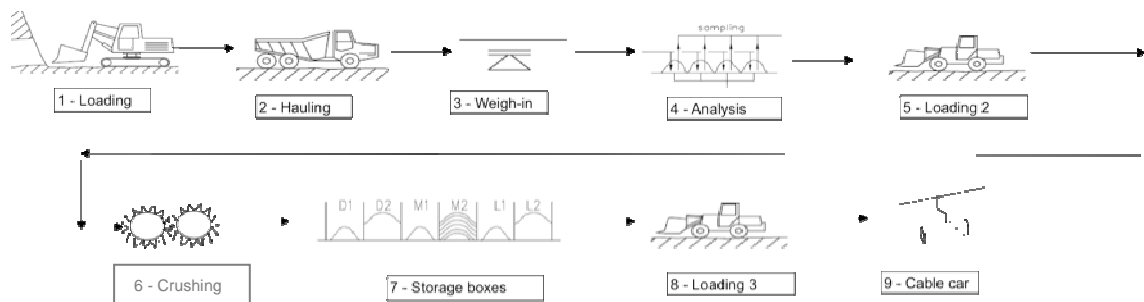 sampling
1 - Loading
2 - Hauling
3 - Weigh-in
4 - Analysis
5 - Loading 2
D1 D2 M1 M2 L1 L2
6 - Crushing
7 - Storage boxes
8 - Loading 3
9 - Cable car